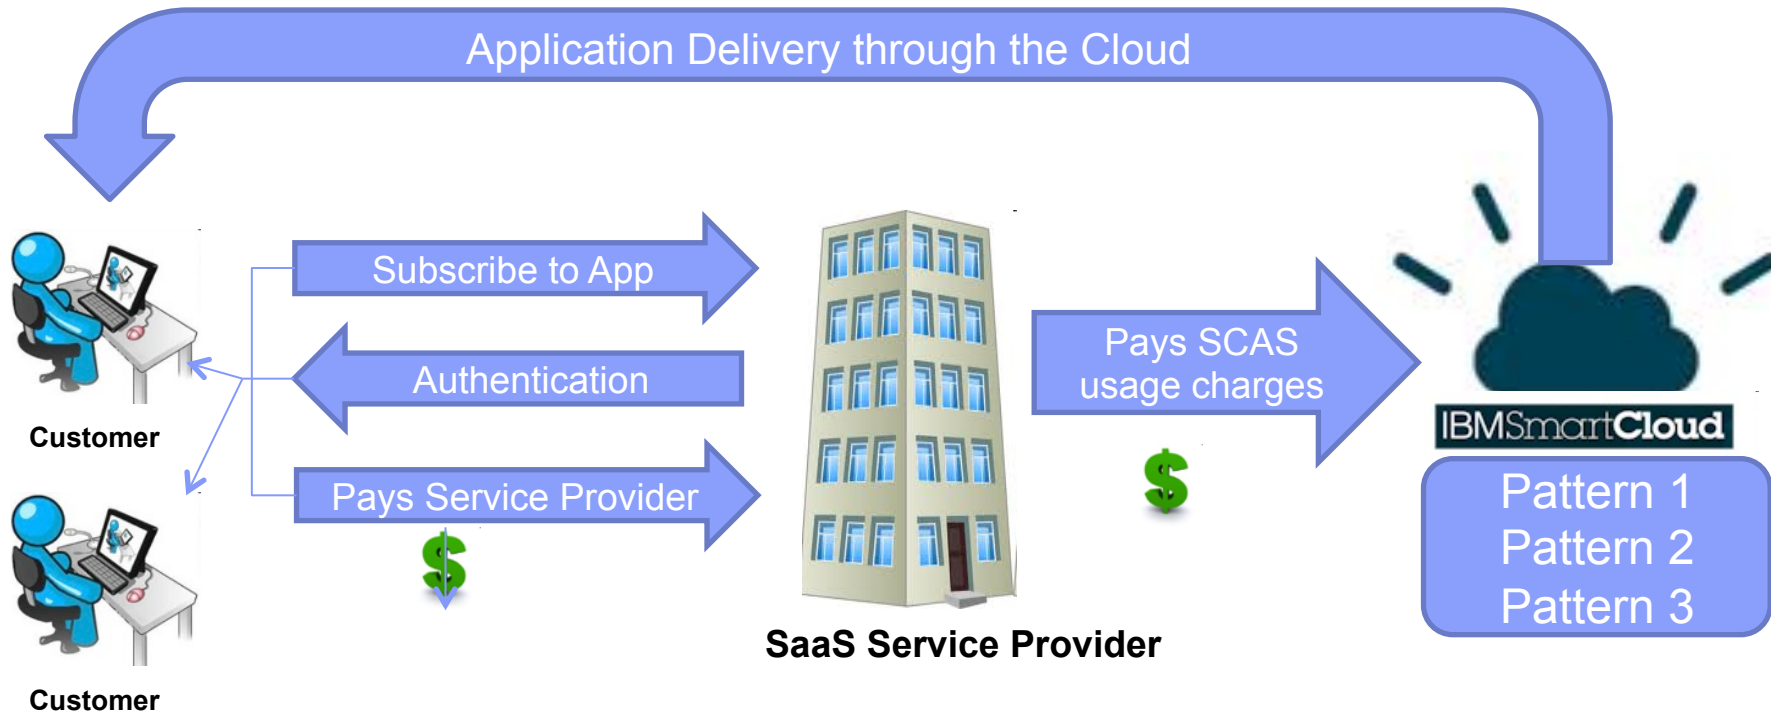 Application Delivery through the Cloud
Subscribe to App
Authentication
Pays Service Provider
$
Customer
Customer
SaaS Service Provider
Pays SCAS
usage charges
$
IBMSmartCloud
Pattern 1
Pattern 2
Pattern 3